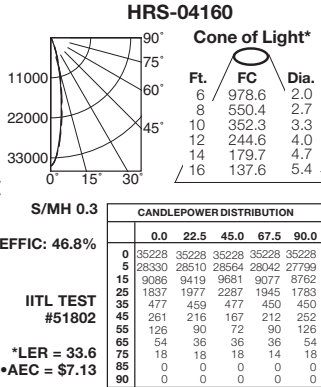 HRS-04160
90˚
75˚
60˚
45˚
11000
22000
33000
0˚ 15˚ 30˚
Cone of Light*
Ft. FC Dia.
6 978.6 2.0
8 550.4 2.7
10 352.3 3.3
12 244.6 4.0
14 179.7 4.7
16 137.6 5.4
S/MH 0.3
EFFIC: 46.8%
IITL TEST
#51802
*LER = 33.6
•AEC = $7.13
CANDLEPOWER DISTRIBUTION
0.0 22.5 45.0 67.5 90.0
0 35228 35228 35228 35228 35228
5 28330 28510 28564 28042 27799
15 9086 9419 9681 9077 8762
25 1837 1977 2287 1945 1783
35 477 459 477 450 450
45 261 216 167 212 252
55 126 90 72 90 126
65 54 36 36 36 54
75 18 18 18 14 18
85 0 0 0 0 0
90 0 0 0 0 0